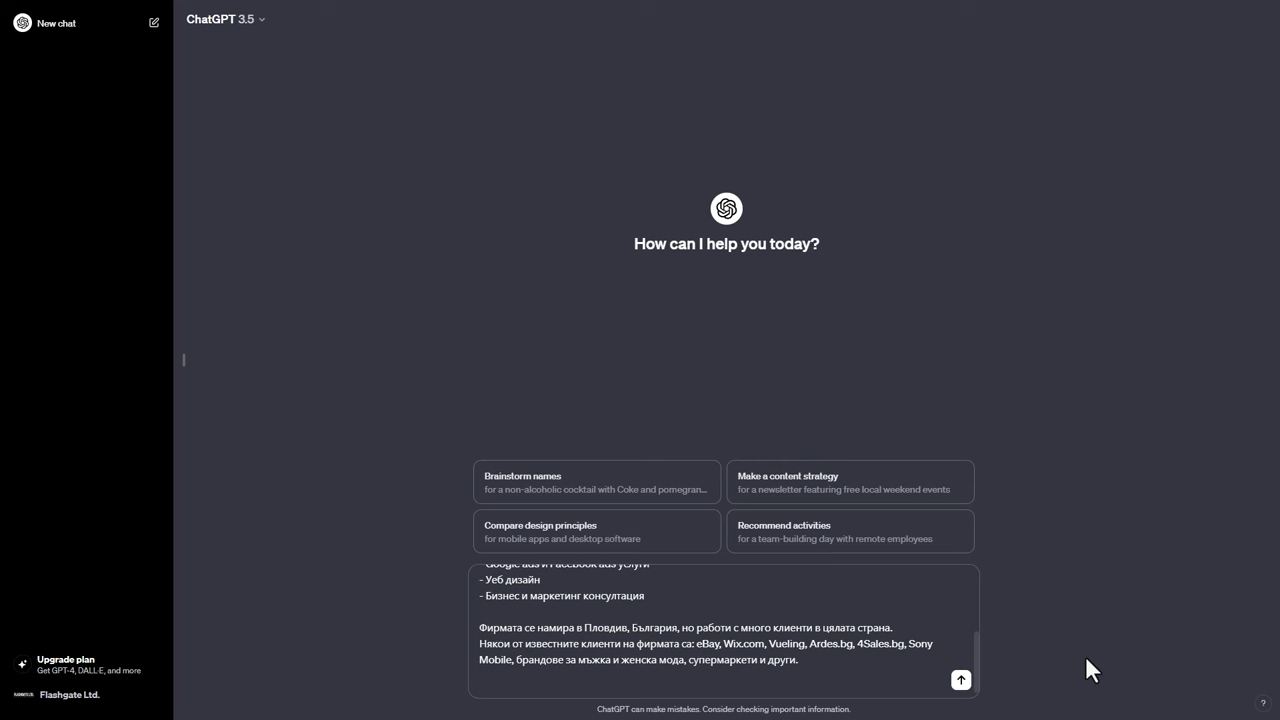 New chat
ChatGPT 3.5
How can I help you today?
Brainstorm names
for a non-alcoholic cocktail with Coke and pomegran...
Make a content strategy
for a newsletter featuring free local weekend events
Compare design principles
for mobile apps and desktop software
Recommend activities
for a team-building day with remote employees
- Google ads и Facebook ads услуги
- Уеб дизайн
- Бизнес и маркетинг консултация
Фирмата се намира в Пловдив, България, но работи с много клиенти в цялата страна.
Някои от известните клиенти на фирмата са: eBay, Wix.com, Vueling, Ardes.bg, 4Sales.bg, Sony
Mobile, брандове за мъжка и женска мода, супермаркети и други.
Upgrade plan
Get GPT-4, DALL·E, and more
Flashgate Ltd.
ChatGPT can make mistakes. Consider checking important information.
?